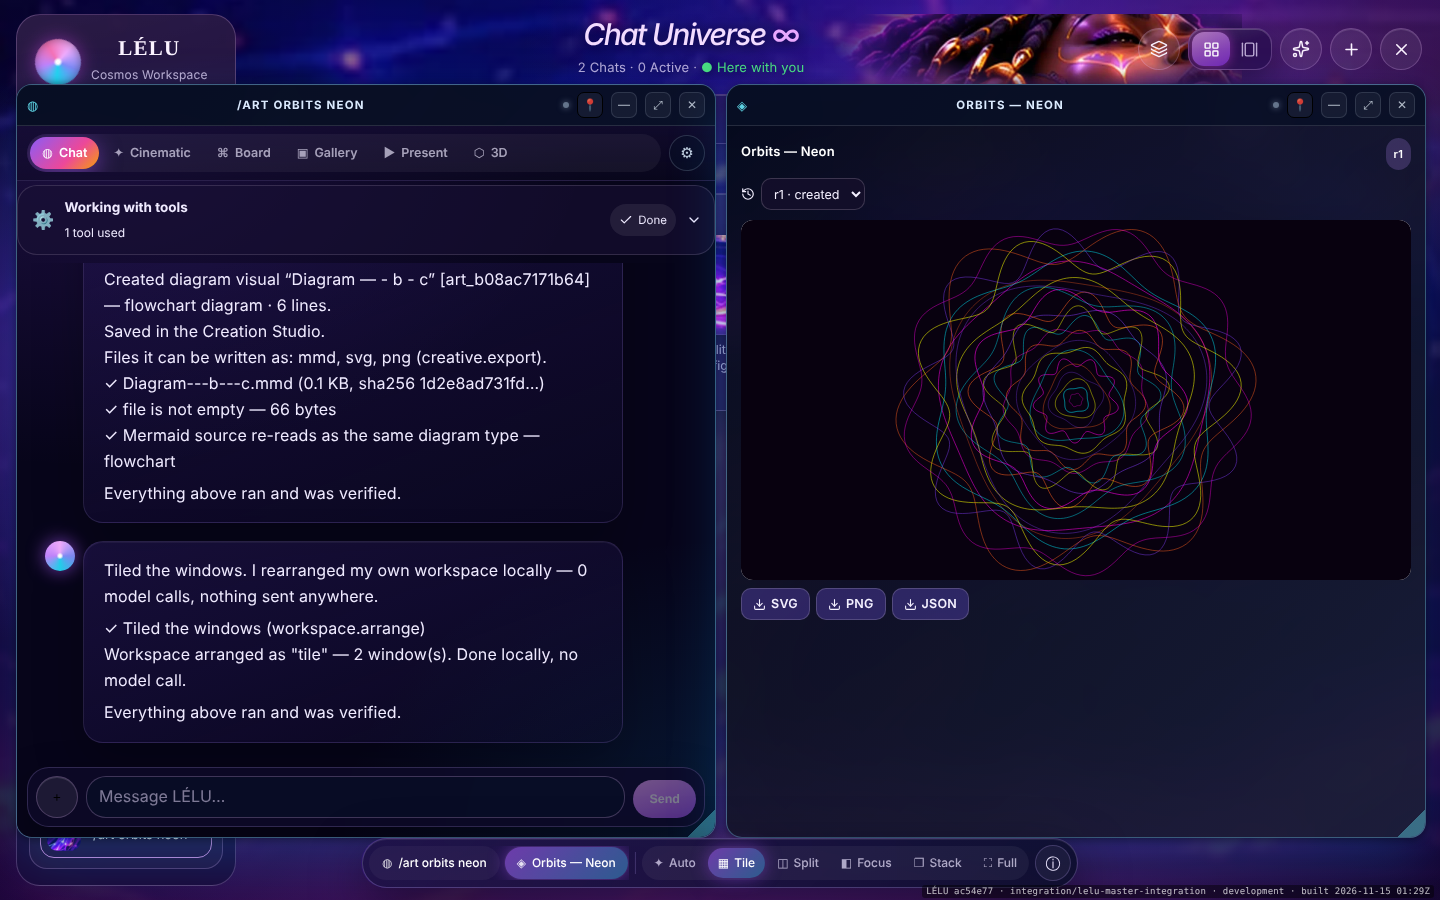 LÉLU
Cosmos Workspace
Chat Universe ∞
2 Chats · 0 Active · Here with you
/ART ORBITS NEON
Chat
Cinematic
Board
Gallery
Present
3D
Working with tools
1 tool used
Done
Created diagram visual “Diagram — - b - c” [art_b08ac7171b64]
— flowchart diagram · 6 lines.
Saved in the Creation Studio.
Files it can be written as: mmd, svg, png (creative.export).
✓ Diagram---b---c.mmd (0.1 KB, sha256 1d2e8ad731fd…)
✓ file is not empty — 66 bytes
✓ Mermaid source re-reads as the same diagram type —
flowchart
Everything above ran and was verified.
Tiled the windows. I rearranged my own workspace locally — 0
model calls, nothing sent anywhere.
✓ Tiled the windows (workspace.arrange)
Workspace arranged as "tile" — 2 window(s). Done locally, no
model call.
Everything above ran and was verified.
Message LÉLU...
Send
ORBITS — NEON
Orbits — Neon
r1
r1 · created
SVG
PNG
JSON
/art orbits neon
/art orbits neon
Orbits — Neon
Auto
Tile
Split
Focus
Stack
Full
LÉLU ac54e77 · integration/lelu-master-integration · development · built 2026-11-15 01:29Z